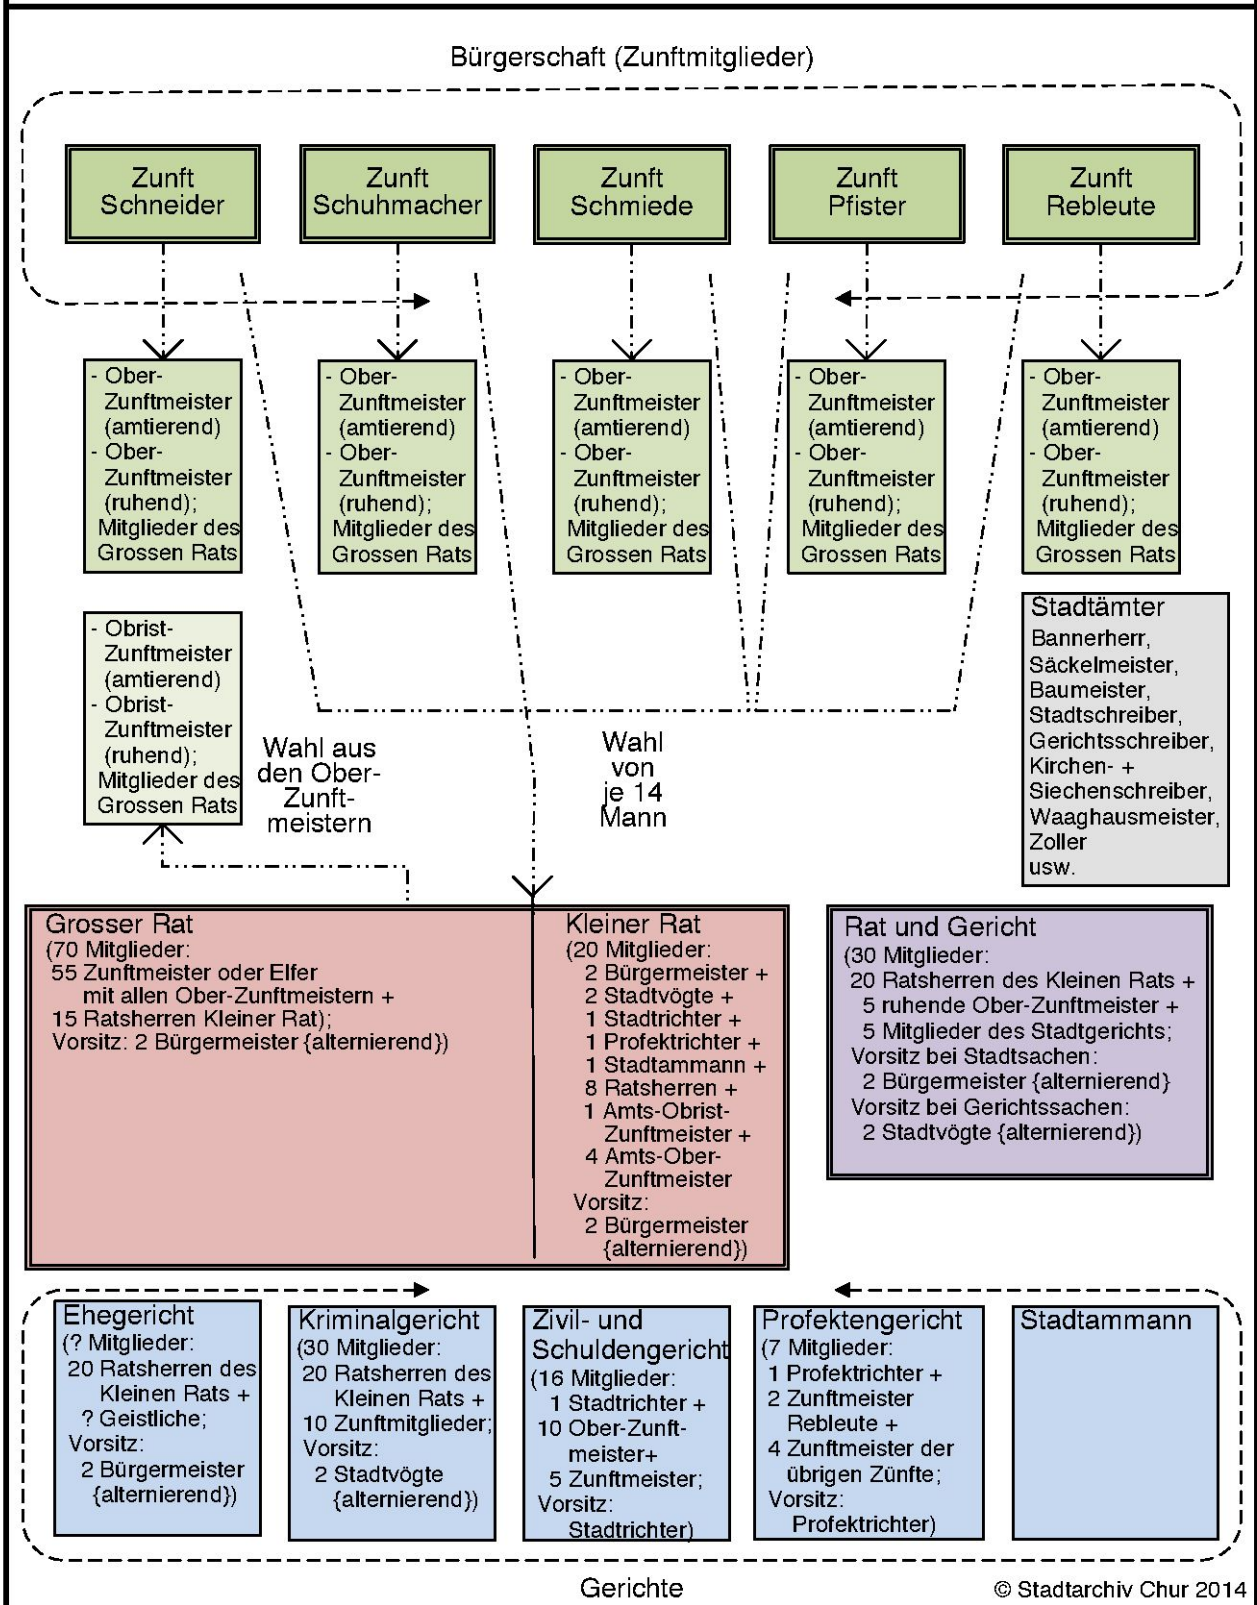 Bürgerschaft (Zunftmitglieder)
Zunft
Schneider
Zunft
Schuhmacher
Zunft
Schmiede
Zunft
Pfister
Zunft
Rebleute
- Ober-
Zunftmeister
(amtierend)
- Ober-
Zunftmeister
(ruhend);
Mitglieder des
Grossen Rats
- Ober-
Zunftmeister
(amtierend)
- Ober-
Zunftmeister
(ruhend);
Mitglieder des
Grossen Rats
- Ober-
Zunftmeister
(amtierend)
- Ober-
Zunftmeister
(ruhend);
Mitglieder des
Grossen Rats
- Ober-
Zunftmeister
(amtierend)
- Ober-
Zunftmeister
(ruhend);
Mitglieder des
Grossen Rats
- Ober-
Zunftmeister
(amtierend)
- Ober-
Zunftmeister
(ruhend);
Mitglieder des
Grossen Rats
- Obrist-
Zunftmeister
(amtierend)
- Obrist-
Zunftmeister
(ruhend);
Mitglieder des
Grossen Rats
Wahl aus
den Ober-
Zunft-
meistern
Wahl
von
je 14
Mann
Stadtämter
Bannerherr,
Säckelmeister,
Baumeister,
Stadtschreiber,
Gerichtsschreiber,
Kirchen- +
Siechenschreiber,
Waaghausmeister,
Zoller
usw.
Grosser Rat
(70 Mitglieder:
55 Zunftmeister oder Elfer
mit allen Ober-Zunftmeistern +
15 Ratsherren Kleiner Rat);
Vorsitz: 2 Bürgermeister {alternierend})
Kleiner Rat
(20 Mitglieder:
2 Bürgermeister +
2 Stadtvögte +
1 Stadtrichter +
1 Profektrichter +
1 Stadtammann +
8 Ratsherren +
1 Amts-Obrist-
Zunftmeister +
4 Amts-Ober-
Zunftmeister
Vorsitz:
2 Bürgermeister
{alternierend})
Rat und Gericht
(30 Mitglieder:
20 Ratsherren des Kleinen Rats +
5 ruhende Ober-Zunftmeister +
5 Mitglieder des Stadtgerichts;
Vorsitz bei Stadtsachen:
2 Bürgermeister {alternierend}
Vorsitz bei Gerichtssachen:
2 Stadtvögte {alternierend})
Ehegericht
(? Mitglieder:
20 Ratsherren des
Kleinen Rats +
? Geistliche;
Vorsitz:
2 Bürgermeister
{alternierend})
Kriminalgericht
(30 Mitglieder:
20 Ratsherren des
Kleinen Rats +
10 Zunftmitglieder;
Vorsitz:
2 Stadtvögte
{alternierend})
Zivil- und
Schuldengericht
(16 Mitglieder:
1 Stadtrichter +
10 Ober-Zunft-
meister+
5 Zunftmeister;
Vorsitz:
Stadtrichter)
Profektengericht
(7 Mitglieder:
1 Profektrichter +
2 Zunftmeister
Rebleute +
4 Zunftmeister der
übrigen Zünfte;
Vorsitz:
Profektrichter)
Stadtammann
Gerichte
© Stadtarchiv Chur 2014